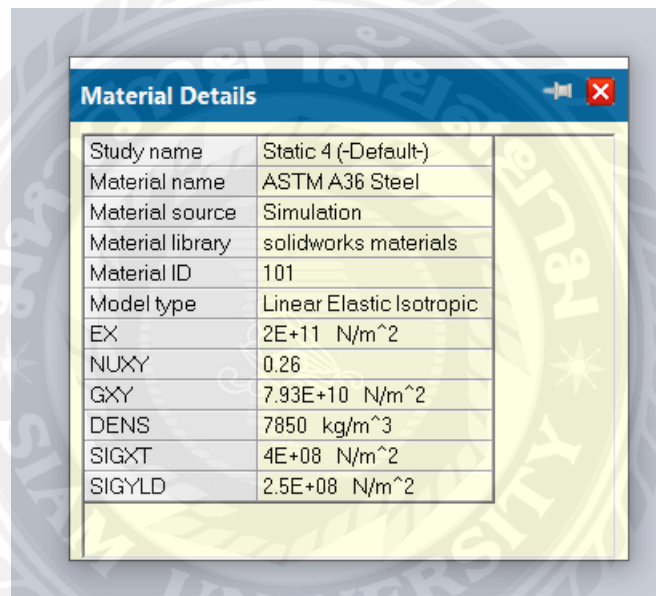 Material Details
Study name Static 4 (-Default-)
Material name ASTM A36 Steel
Material source Simulation
Material library solidworks materials
Material ID 101
Model type Linear Elastic Isotropic
EX 2E+11 N/m^2
NUXY 0.26
GXY 7.93E+10 N/m^2
DENS 7850 kg/m^3
SIGXT 4E+08 N/m^2
SIGYLD 2.5E+08 N/m^2
SIAM UNIVERSITY